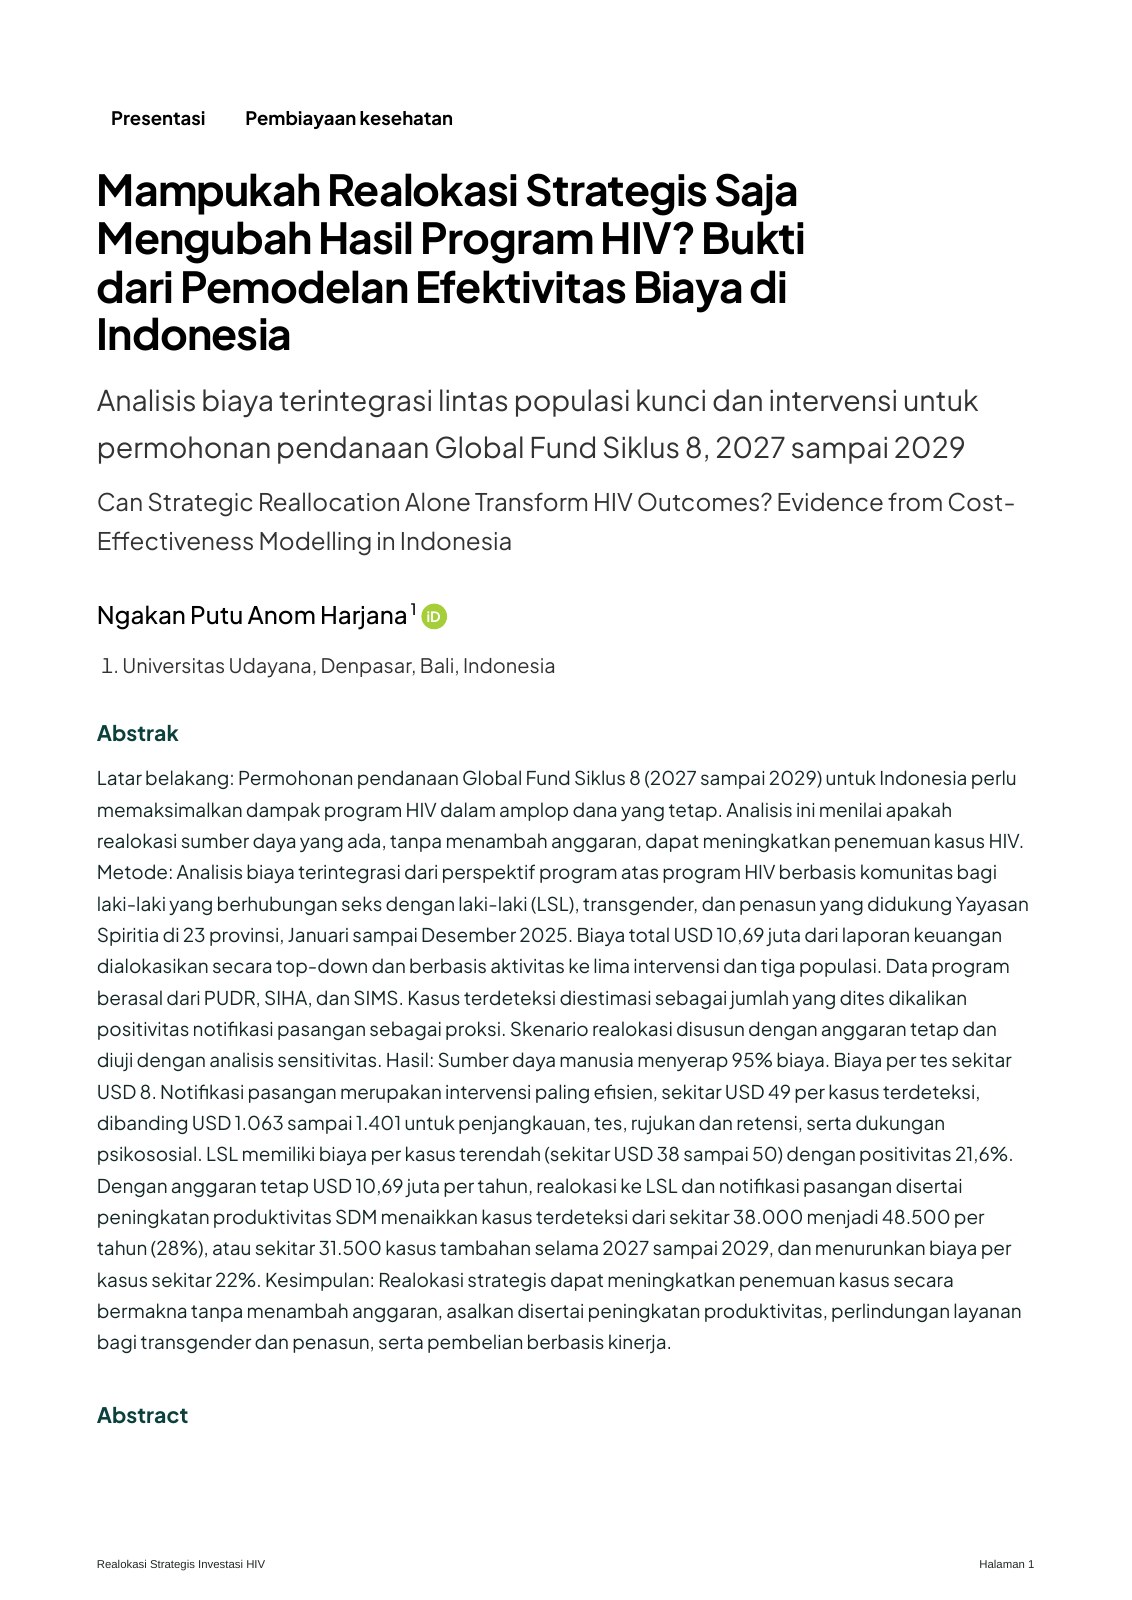 Presentasi Pembiayaan kesehatan
Mampukah Realokasi Strategis Saja
Mengubah Hasil Program HIV? Bukti
dari Pemodelan Efektivitas Biaya di
Indonesia
Analisis biaya terintegrasi lintas populasi kunci dan intervensi untuk
permohonan pendanaan Global Fund Siklus 8, 2027 sampai 2029
Can Strategic Reallocation Alone Transform HIV Outcomes? Evidence from Cost-
Effectiveness Modelling in Indonesia
Ngakan Putu Anom Harjana 1 iD
1. Universitas Udayana, Denpasar, Bali, Indonesia
Abstrak
Latar belakang: Permohonan pendanaan Global Fund Siklus 8 (2027 sampai 2029) untuk Indonesia perlu
memaksimalkan dampak program HIV dalam amplop dana yang tetap. Analisis ini menilai apakah
realokasi sumber daya yang ada, tanpa menambah anggaran, dapat meningkatkan penemuan kasus HIV.
Metode: Analisis biaya terintegrasi dari perspektif program atas program HIV berbasis komunitas bagi
laki-laki yang berhubungan seks dengan laki-laki (LSL), transgender, dan penasun yang didukung Yayasan
Spiritia di 23 provinsi, Januari sampai Desember 2025. Biaya total USD 10,69 juta dari laporan keuangan
dialokasikan secara top-down dan berbasis aktivitas ke lima intervensi dan tiga populasi. Data program
berasal dari PUDR, SIHA, dan SIMS. Kasus terdeteksi diestimasi sebagai jumlah yang dites dikalikan
positivitas notifikasi pasangan sebagai proksi. Skenario realokasi disusun dengan anggaran tetap dan
diuji dengan analisis sensitivitas. Hasil: Sumber daya manusia menyerap 95% biaya. Biaya per tes sekitar
USD 8. Notifikasi pasangan merupakan intervensi paling efisien, sekitar USD 49 per kasus terdeteksi,
dibanding USD 1.063 sampai 1.401 untuk penjangkauan, tes, rujukan dan retensi, serta dukungan
psikososial. LSL memiliki biaya per kasus terendah (sekitar USD 38 sampai 50) dengan positivitas 21,6%.
Dengan anggaran tetap USD 10,69 juta per tahun, realokasi ke LSL dan notifikasi pasangan disertai
peningkatan produktivitas SDM menaikkan kasus terdeteksi dari sekitar 38.000 menjadi 48.500 per
tahun (28%), atau sekitar 31.500 kasus tambahan selama 2027 sampai 2029, dan menurunkan biaya per
kasus sekitar 22%. Kesimpulan: Realokasi strategis dapat meningkatkan penemuan kasus secara
bermakna tanpa menambah anggaran, asalkan disertai peningkatan produktivitas, perlindungan layanan
bagi transgender dan penasun, serta pembelian berbasis kinerja.
Abstract
Realokasi Strategis Investasi HIV Halaman 1